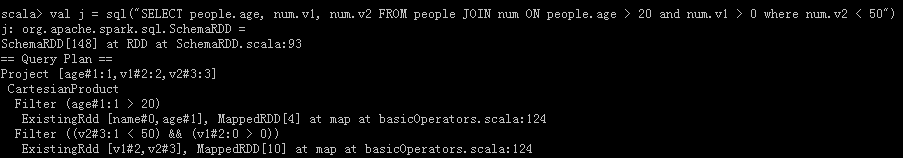 scala> val j = sql("SELECT people.age, num.v1, num.v2 FROM people JOIN num ON people.age > 20 and num.v1 > 0 where num.v2 < 50")
j: org.apache.spark.sql.SchemaRDD =
SchemaRDD[148] at RDD at SchemaRDD.scala:93
== Query Plan ==
Project [age#1:1,v1#2:2,v2#3:3]
 CartesianProduct
  Filter (age#1:1 > 20)
   ExistingRdd [name#0,age#1], MappedRDD[4] at map at basicOperators.scala:124
  Filter ((v2#3:1 < 50) && (v1#2:0 > 0))
   ExistingRdd [v1#2,v2#3], MappedRDD[10] at map at basicOperators.scala:124